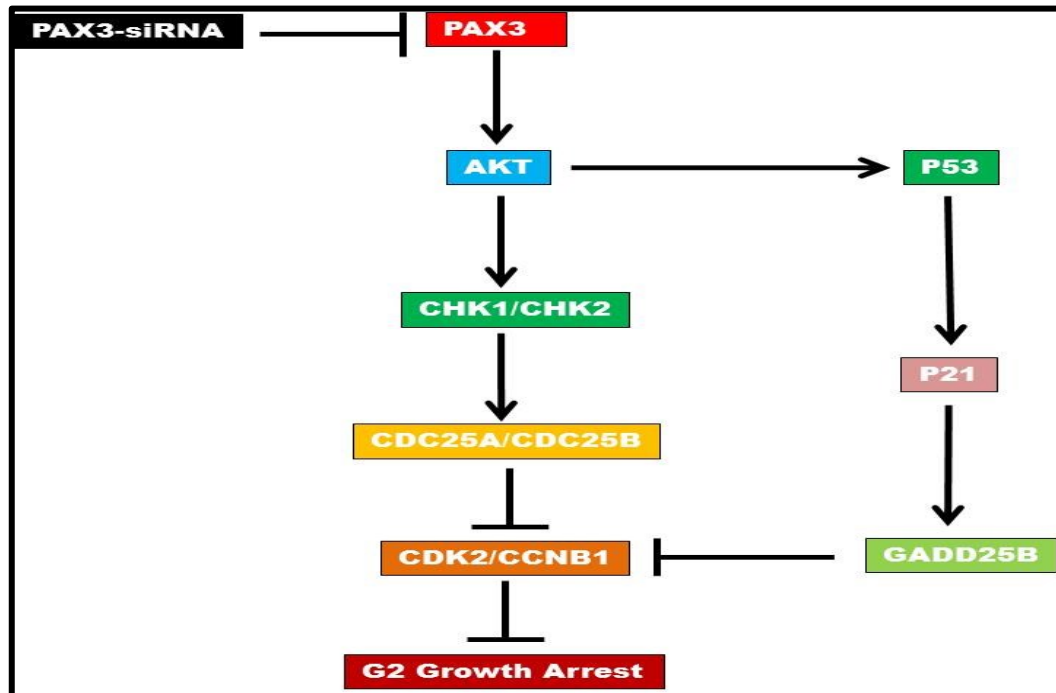 PAX3-siRNA
PAX3
AKT
P53
CHK1/CHK2
P21
CDC25A/CDC25B
CDK2/CCNB1
GADD25B
G2 Growth Arrest